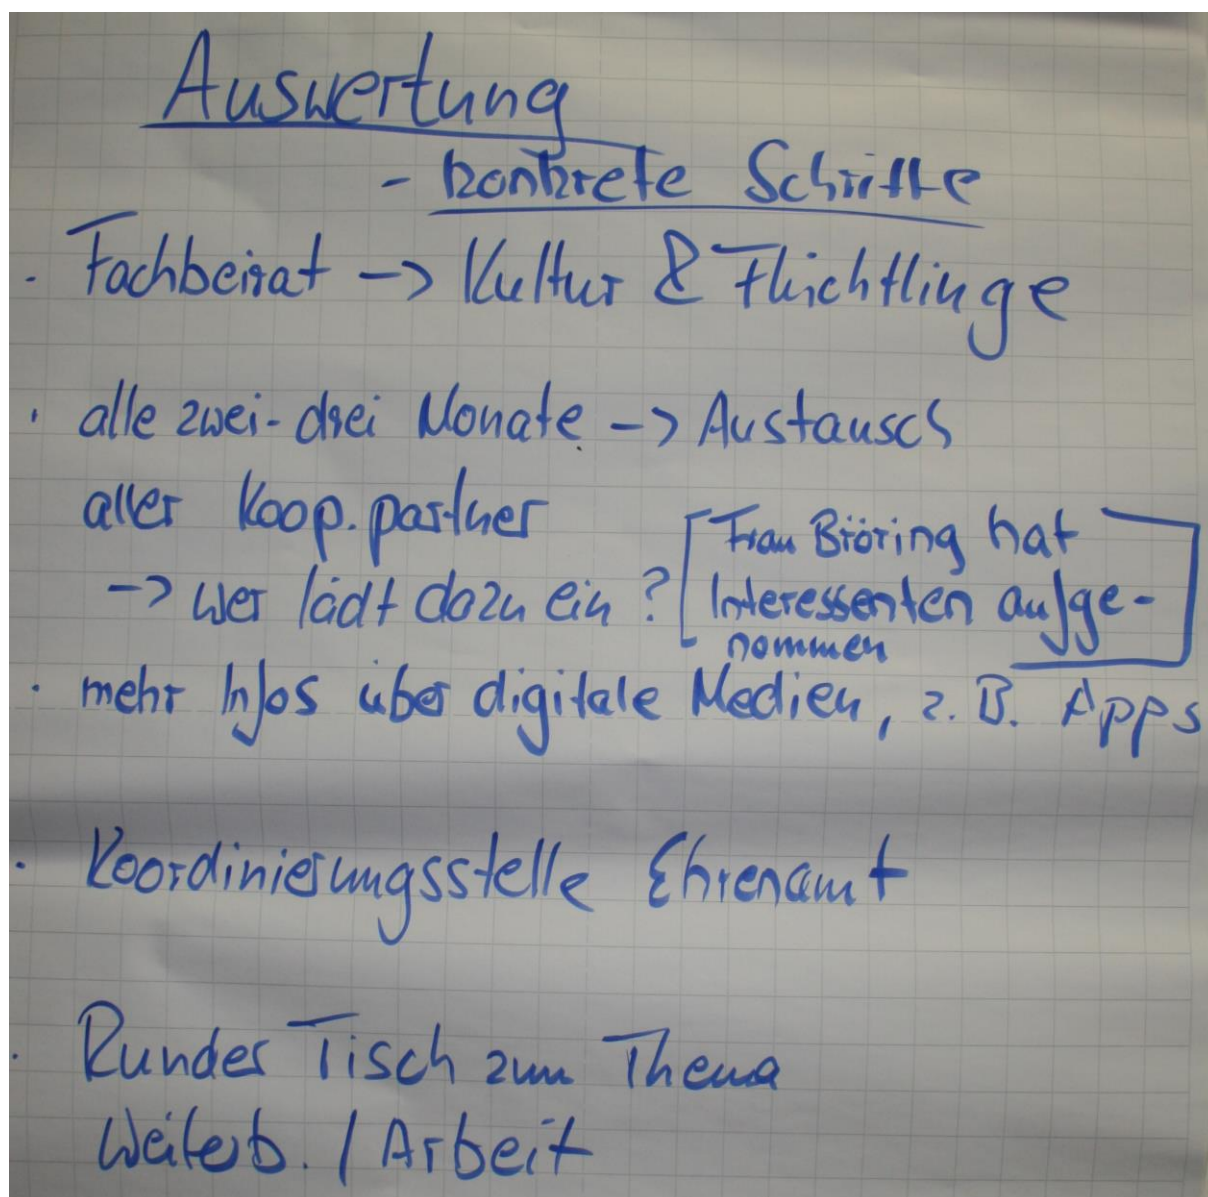 Auswertung
- konkrete Schritte
· Fachbeirat -> Kultur & Flüchtlinge
· alle zwei-drei Monate -> Austausch
aller Koop.partner
-> wer lädt dazu ein?
[Frau Bröring hat
Interessenten aufge-
nommen]
· mehr Infos über digitale Medien, z.B. Apps
· Koordinierungsstelle Ehrenamt
· Runder Tisch zum Thema
Weiterb. / Arbeit